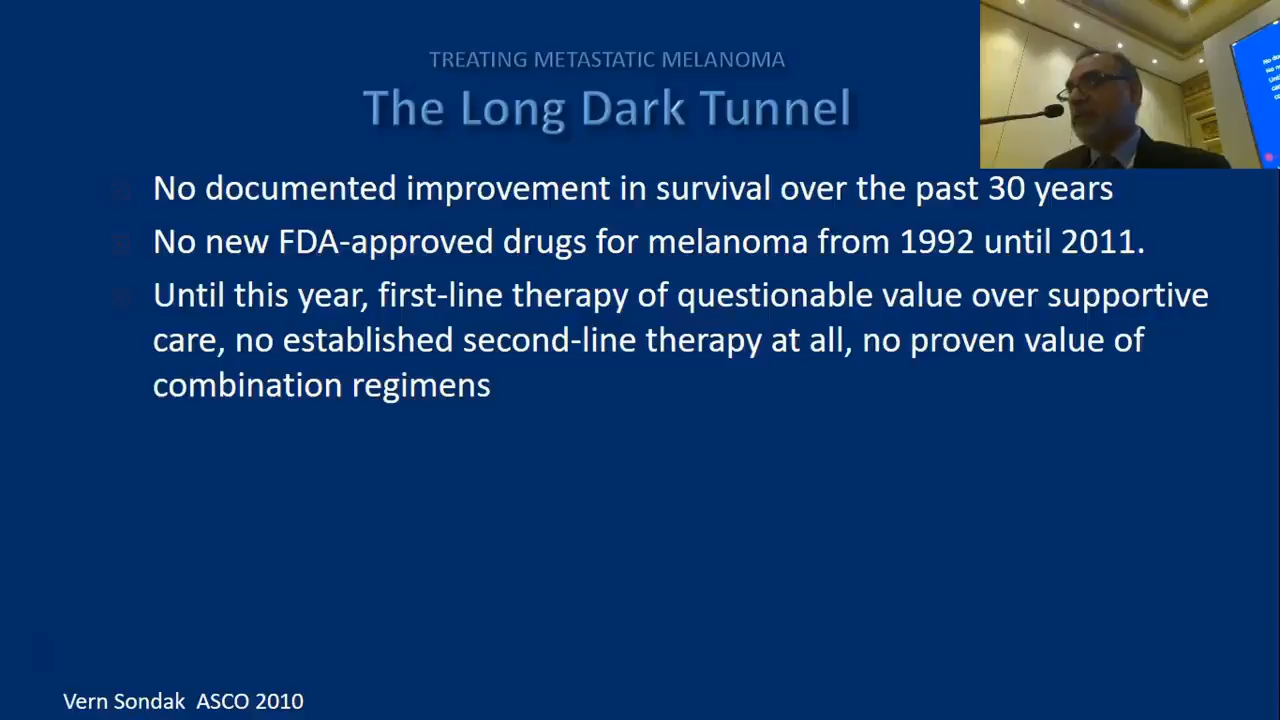 TREATING METASTATIC MELANOMA
The Long Dark Tunnel
No documented improvement in survival over the past 30 years
No new FDA-approved drugs for melanoma from 1992 until 2011.
Until this year, first-line therapy of questionable value over supportive
care, no established second-line therapy at all, no proven value of
combination regimens
Vern Sondak ASCO 2010